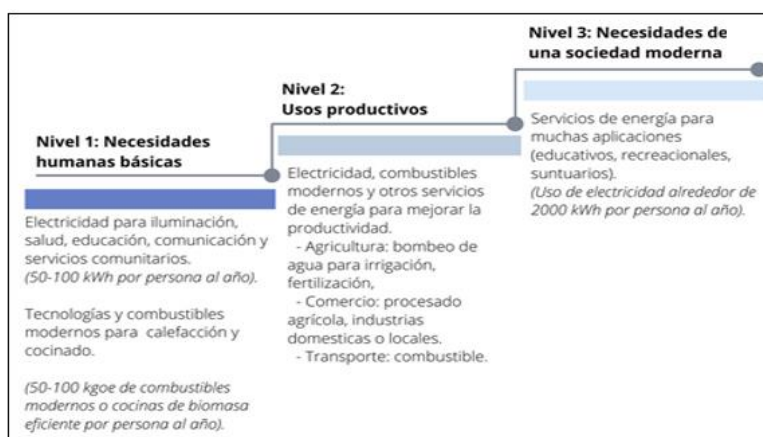 Nivel 1: Necesidades
humanas básicas
Electricidad para iluminación,
salud, educación, comunicación y
servicios comunitarios.
(50-100 kWh por persona al año).
Tecnologías y combustibles
modernos para calefacción y
cocinado.
(50-100 kgoe de combustibles
modernos o cocinas de biomasa
eficiente por persona al año).
Nivel 2:
Usos productivos
Electricidad, combustibles
modernos y otros servicios
de energía para mejorar la
productividad.
- Agricultura: bombeo de
agua para irrigación,
fertilización,
- Comercio: procesado
agrícola, industrias
domesticas o locales.
- Transporte: combustible.
Nivel 3: Necesidades de
una sociedad moderna
Servicios de energía para
muchas aplicaciones
(educativos, recreacionales,
suntuarios).
(Uso de electricidad alrededor de
2000 kWh por persona al año).